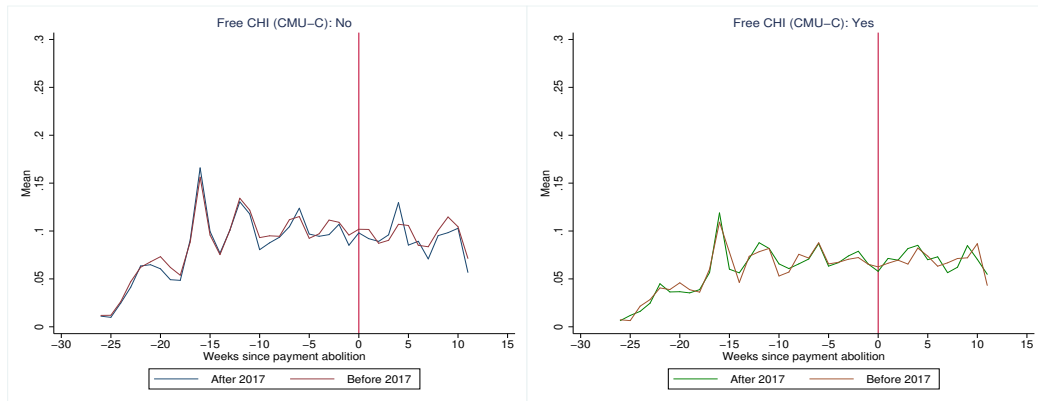 Free CHI (CMU-C): No
.3
.25
.2
.15
.1
.05
0
Mean
-30 -25 -20 -15 -10 -5 0 5 10 15
Weeks since payment abolition
After 2017 Before 2017
Free CHI (CMU-C): Yes
.3
.25
.2
.15
.1
.05
0
Mean
-30 -25 -20 -15 -10 -5 0 5 10 15
Weeks since payment abolition
After 2017 Before 2017